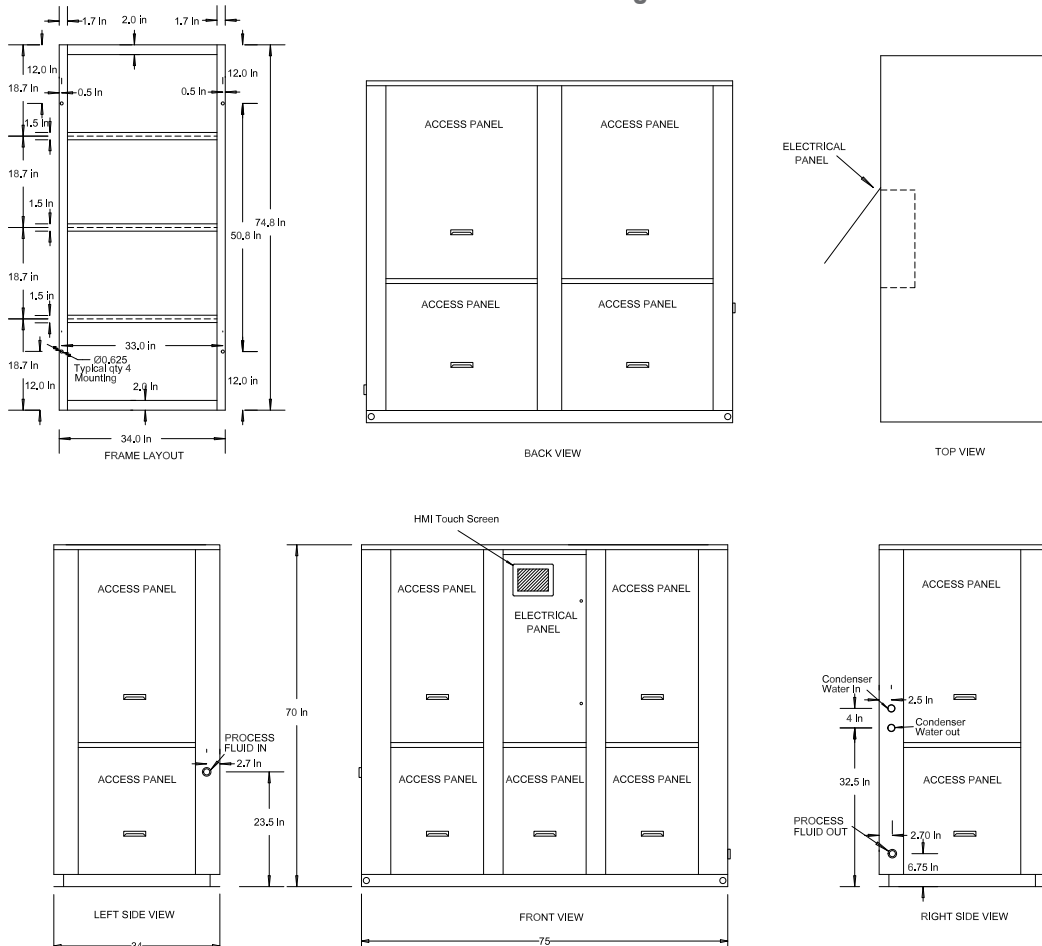 1.7 In
2.0 in
1.7 In
12.0 In
12.0 In
18.7 In
0.5 In
0.5 In
1.5 In
18.7 In
1.5 In
74.8 In
50.8 In
18.7 In
1.5 In
33.0 in
Ø0.625
Typical qty 4
Mounting
18.7 In
12.0 In
12.0 In
2.0 In
34.0 In
FRAME LAYOUT
ACCESS PANEL
ACCESS PANEL
ACCESS PANEL
ACCESS PANEL
BACK VIEW
ELECTRICAL
PANEL
TOP VIEW
ACCESS PANEL
PROCESS
FLUID IN
2.7 In
ACCESS PANEL
23.5 In
LEFT SIDE VIEW
34
HMI Touch Screen
ACCESS PANEL
ELECTRICAL
PANEL
ACCESS PANEL
70 In
ACCESS PANEL
ACCESS PANEL
ACCESS PANEL
FRONT VIEW
75
ACCESS PANEL
Condenser
Water In
2.5 In
4 In
Condenser
Water out
32.5 In
ACCESS PANEL
PROCESS
FLUID OUT
2.70 In
6.75 In
RIGHT SIDE VIEW